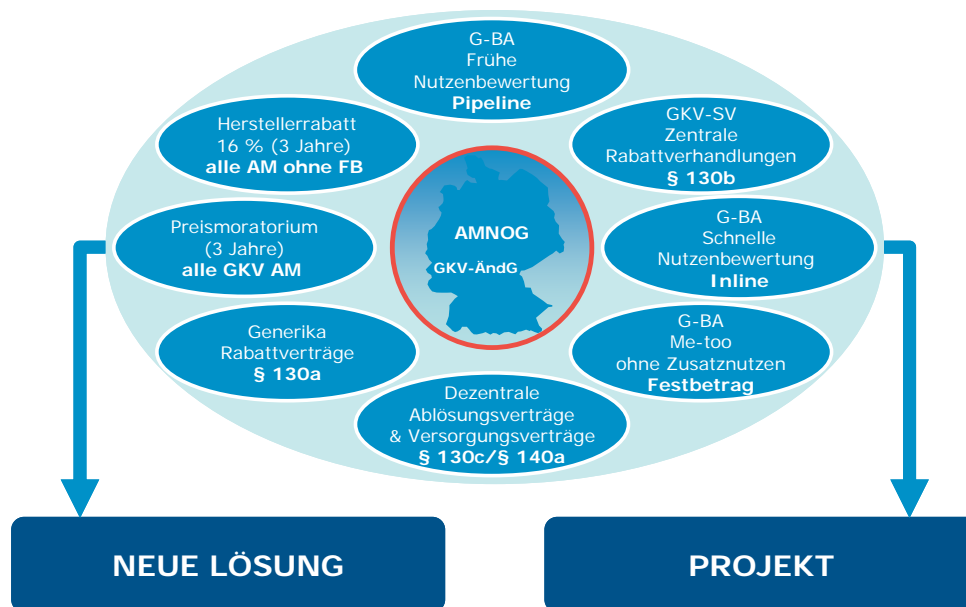 G-BA
Frühe
Nutzenbewertung
Pipeline
Herstellerrabatt
16 % (3 Jahre)
alle AM ohne FB
GKV-SV
Zentrale
Rabattverhandlungen
§ 130b
Preismoratorium
(3 Jahre)
alle GKV AM
AMNOG
GKV-ÄndG
G-BA
Schnelle
Nutzenbewertung
Inline
Generika
Rabattverträge
§ 130a
G-BA
Me-too
ohne Zusatznutzen
Festbetrag
Dezentrale
Ablösungsverträge
& Versorgungsverträge
§ 130c/§ 140a
NEUE LÖSUNG
PROJEKT